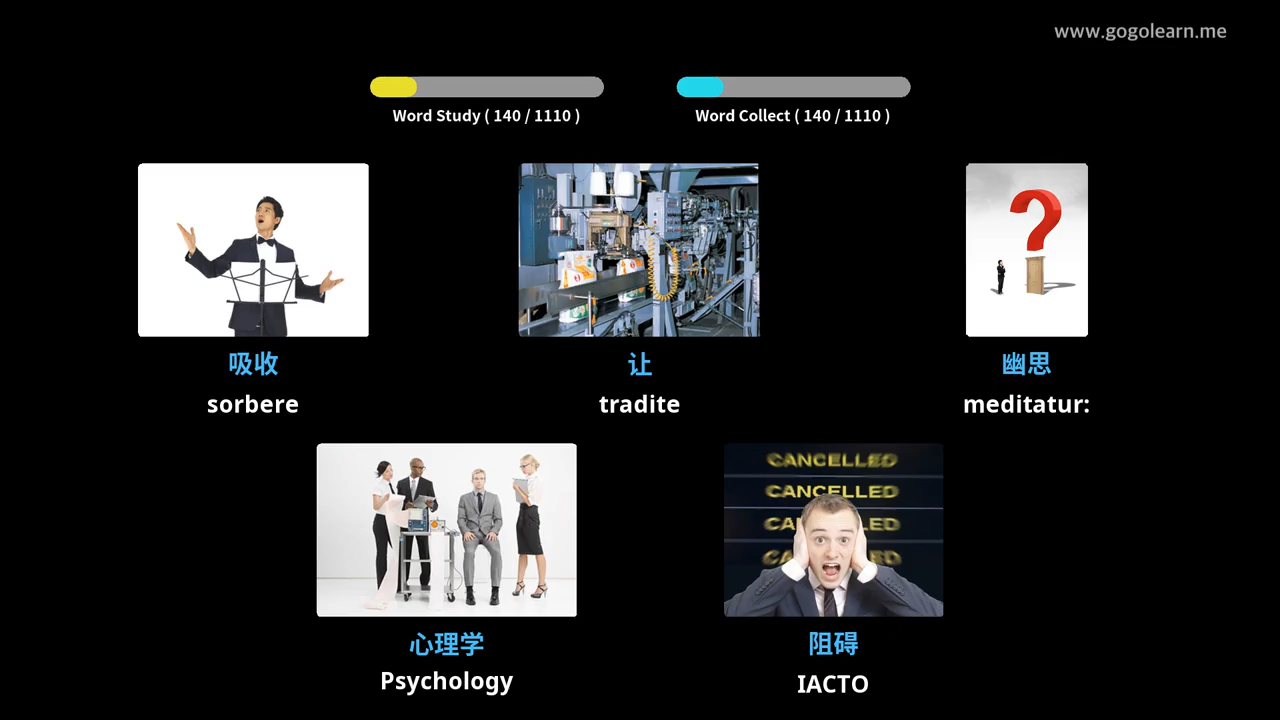 www.gogolearn.me
Word Study ( 140 / 1110 )
Word Collect ( 140 / 1110 )
吸收
让
幽思
sorbere
tradite
meditatur:
CANCELLED
CANCELLED
心理学
阻碍
Psychology
IACTO